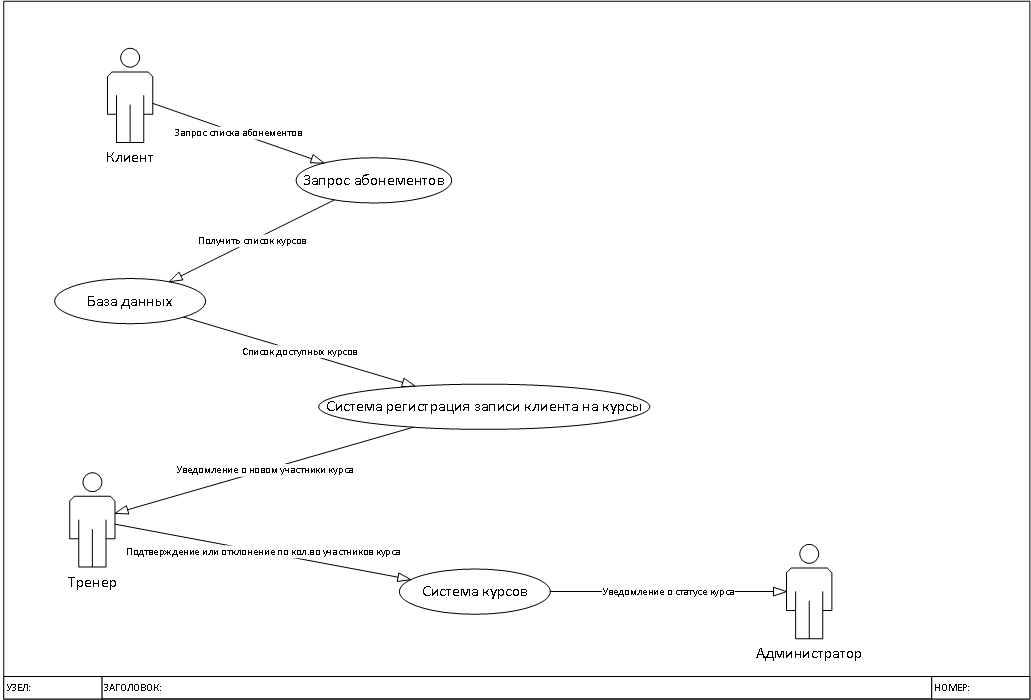 Клиент
Запрос списка абонементов
Запрос абонементов
Получить список курсов
База данных
Список доступных курсов
Система регистрация записи клиента на курсы
Уведомление о новом участники курса
Тренер
Подтверждение или отклонение по кол.во участников курса
Система курсов
Уведомление о статусе курса
Администратор
УЗЕЛ:
ЗАГОЛОВОК:
НОМЕР: